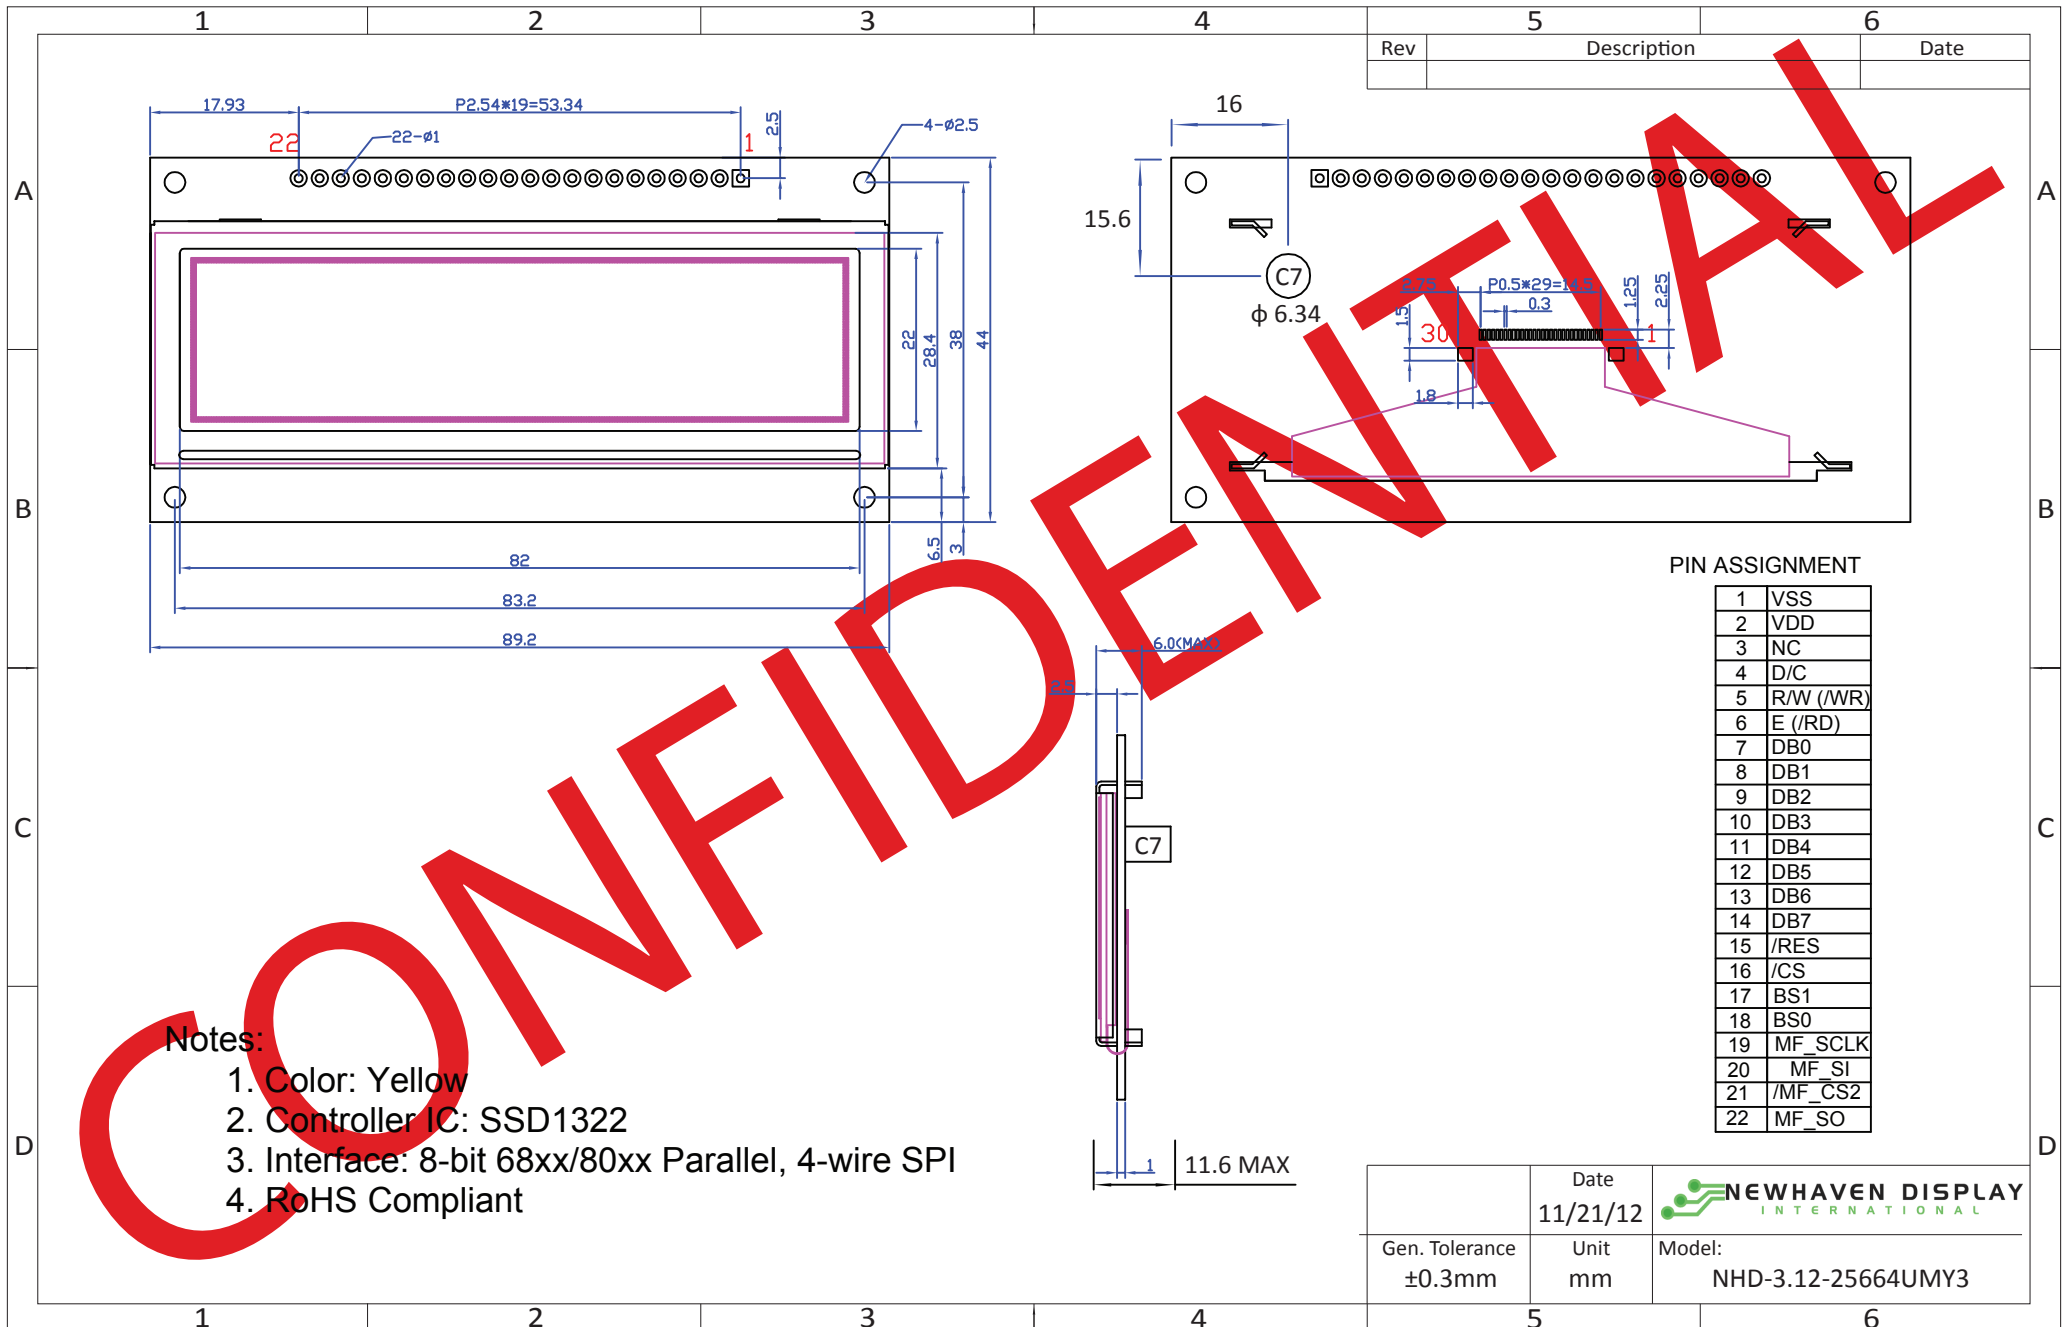 1 2 3 4 5 6
Rev Description Date
A
B
C
D
A
B
C
D
17.93
P2.54*19=53.34
2.5
22
22-ø1
1
4-ø2.5
22
28.4
38
44
6.5
3
82
83.2
89.2
16
15.6
C7
ϕ 6.34
2.75
P0.5*29=14.5
0.3
1.25
2.25
1.5
30
1
1.8
6.0(MAX)
2.5
C7
1
11.6 MAX
CONFIDENTIAL
PIN ASSIGNMENT
1 VSS
2 VDD
3 NC
4 D/C
5 R/W (/WR)
6 E (/RD)
7 DB0
8 DB1
9 DB2
10 DB3
11 DB4
12 DB5
13 DB6
14 DB7
15 /RES
16 /CS
17 BS1
18 BS0
19 MF_SCLK
20 MF_SI
21 /MF_CS2
22 MF_SO
Notes:
1. Color: Yellow
2. Controller IC: SSD1322
3. Interface: 8-bit 68xx/80xx Parallel, 4-wire SPI
4. RoHS Compliant
Date
11/21/12
NEWHAVEN DISPLAY
INTERNATIONAL
Gen. Tolerance
±0.3mm
Unit
mm
Model:
NHD-3.12-25664UMY3
1 2 3 4 5 6